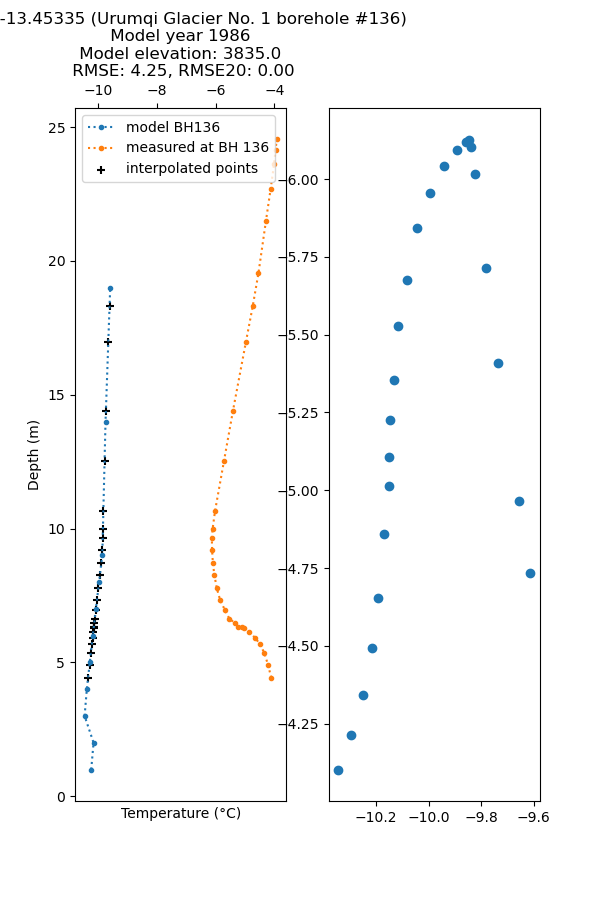 -13.45335 (Urumqi Glacier No. 1 borehole #136)
Model year 1986
Model elevation: 3835.0
RMSE: 4.25, RMSE20: 0.00
−10 −8 −6 −4
model BH136
measured at BH 136
interpolated points
25
20
15
10
5
0
Depth (m)
Temperature (°C)
−6.00
−5.75
−5.50
−5.25
−5.00
−4.75
−4.50
−4.25
−10.2 −10.0 −9.8 −9.6